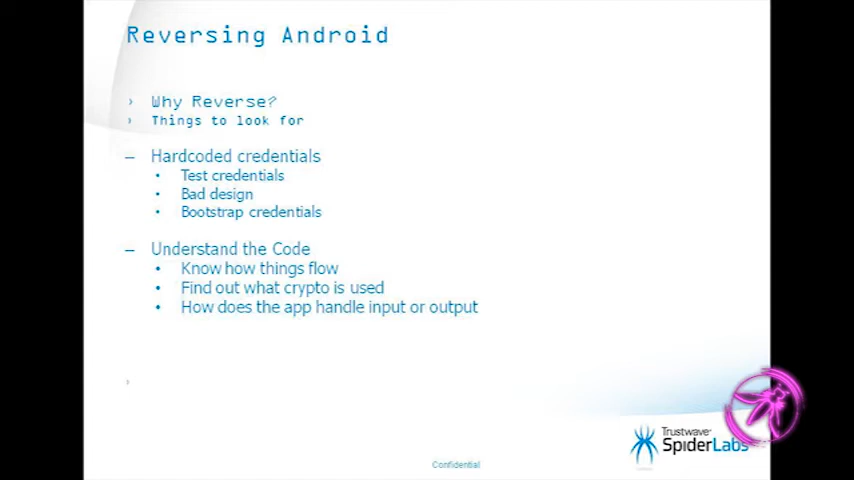 Reversing Android
› Why Reverse?
› Things to look for
– Hardcoded credentials
• Test credentials
• Bad design
• Bootstrap credentials
– Understand the Code
• Know how things flow
• Find out what crypto is used
• How does the app handle input or output
›
Trustwave®
SpiderLabs
Confidential